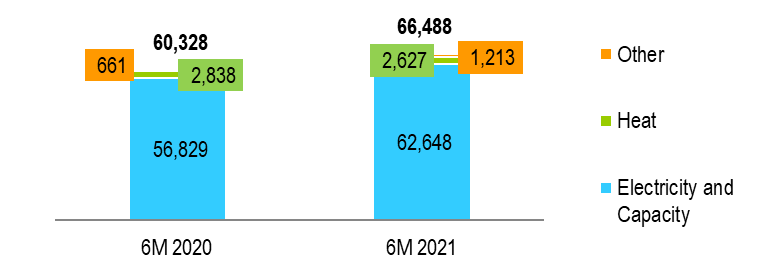 60,328
661
2,838
56,829
6M 2020
66,488
2,627
1,213
62,648
6M 2021
Other
Heat
Electricity and
Capacity